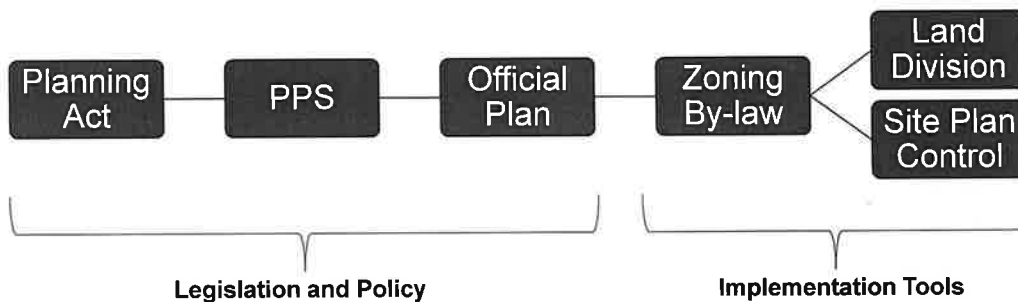 Planning
Act
PPS
Official
Plan
Zoning
By-law
Land
Division
Site Plan
Control
Legislation and Policy
Implementation Tools